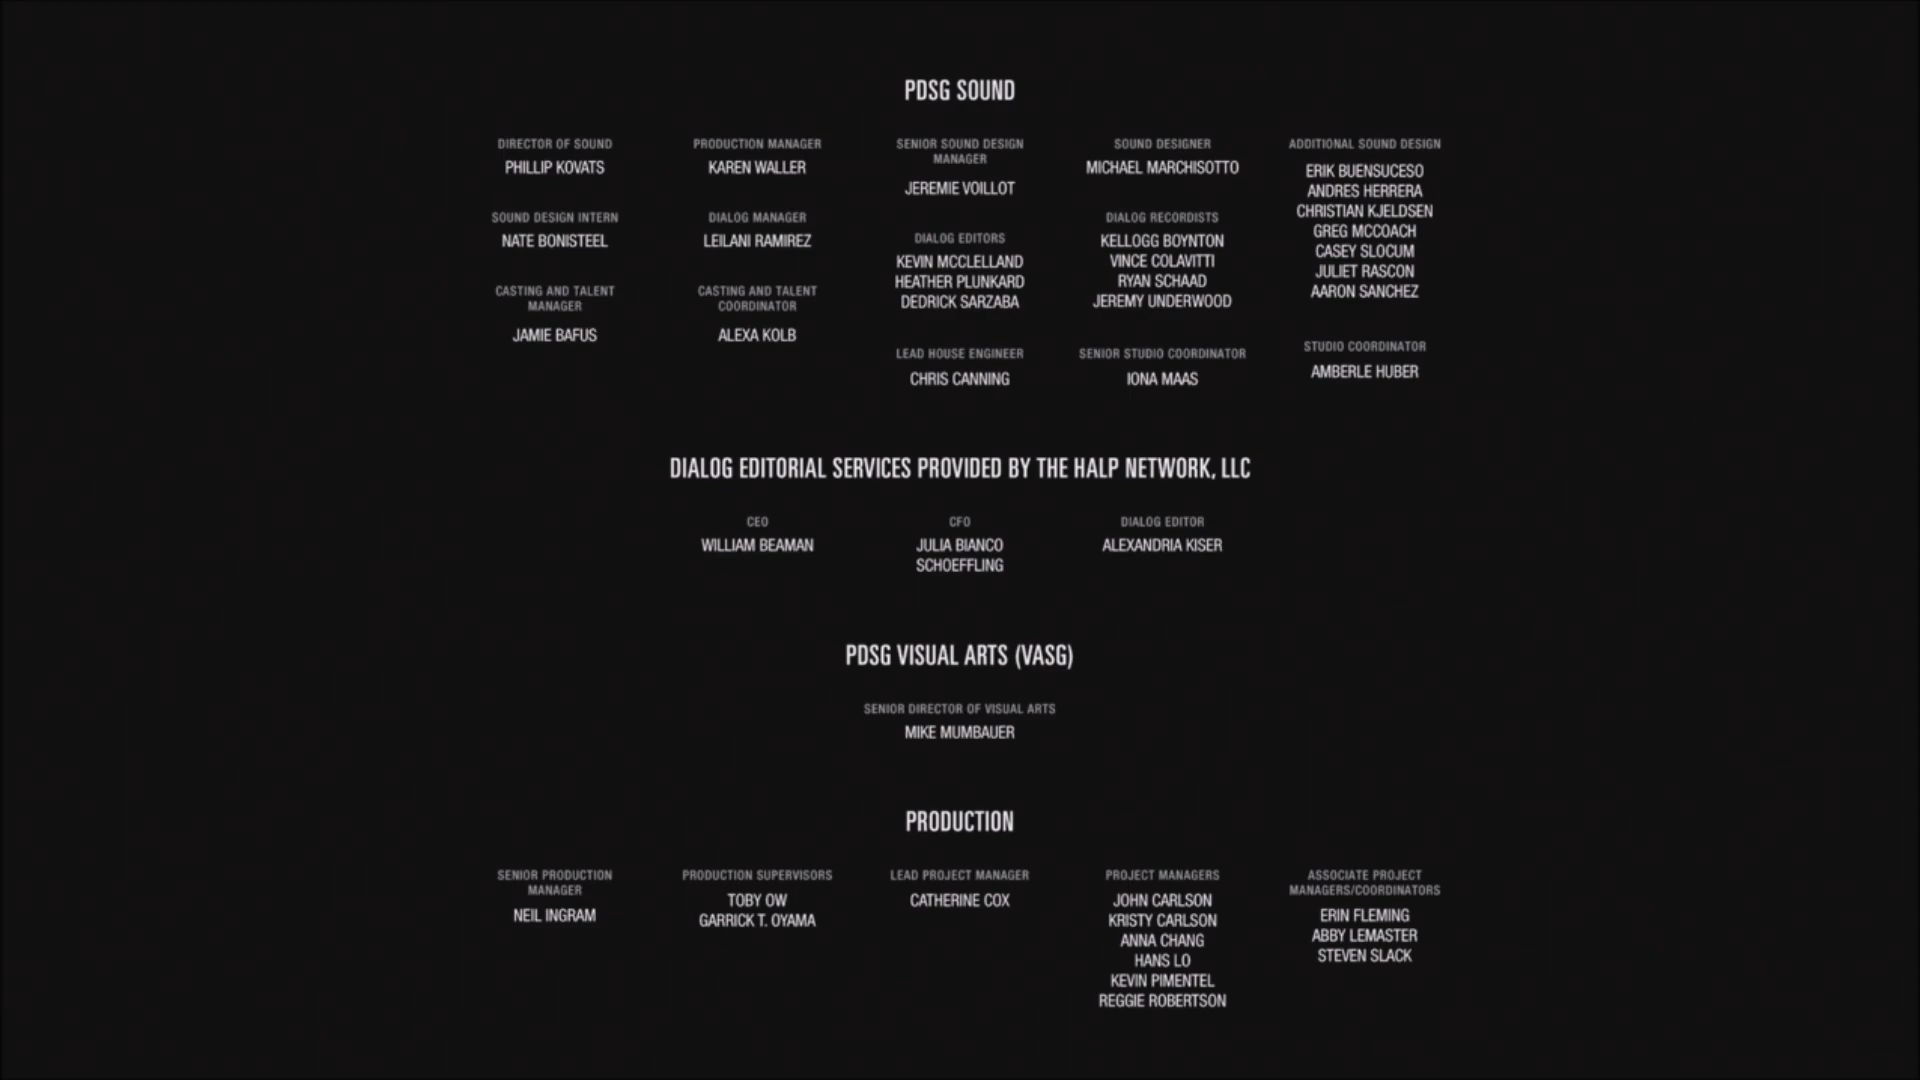 PDSG SOUND
DIRECTOR OF SOUND
PHILLIP KOVATS
SOUND DESIGN INTERN
NATE BONISTEEL
CASTING AND TALENT
MANAGER
JAMIE BAFUS
PRODUCTION MANAGER
KAREN WALLER
DIALOG MANAGER
LEILANI RAMIREZ
CASTING AND TALENT
COORDINATOR
ALEXA KOLB
SENIOR SOUND DESIGN
MANAGER
JEREMIE VOILLOT
DIALOG EDITORS
KEVIN MCCLELLAND
HEATHER PLUNKARD
DEDRICK SARZABA
LEAD HOUSE ENGINEER
CHRIS CANNING
SOUND DESIGNER
MICHAEL MARCHISOTTO
DIALOG RECORDISTS
KELLOGG BOYNTON
VINCE COLAVITTI
RYAN SCHAAD
JEREMY UNDERWOOD
SENIOR STUDIO COORDINATOR
IONA MAAS
ADDITIONAL SOUND DESIGN
ERIK BUENSUCESO
ANDRES HERRERA
CHRISTIAN KJELDSEN
GREG MCCOACH
CASEY SLOCUM
JULIET RASCON
AARON SANCHEZ
STUDIO COORDINATOR
AMBERLE HUBER
DIALOG EDITORIAL SERVICES PROVIDED BY THE HALP NETWORK, LLC
CEO
WILLIAM BEAMAN
CFO
JULIA BIANCO
SCHOEFFLING
DIALOG EDITOR
ALEXANDRIA KISER
PDSG VISUAL ARTS (VASG)
SENIOR DIRECTOR OF VISUAL ARTS
MIKE MUMBAUER
PRODUCTION
SENIOR PRODUCTION
MANAGER
NEIL INGRAM
PRODUCTION SUPERVISORS
TOBY OW
GARRICK T. OYAMA
LEAD PROJECT MANAGER
CATHERINE COX
PROJECT MANAGERS
JOHN CARLSON
KRISTY CARLSON
ANNA CHANG
HANS LO
KEVIN PIMENTEL
REGGIE ROBERTSON
ASSOCIATE PROJECT
MANAGERS/COORDINATORS
ERIN FLEMING
ABBY LEMASTER
STEVEN SLACK